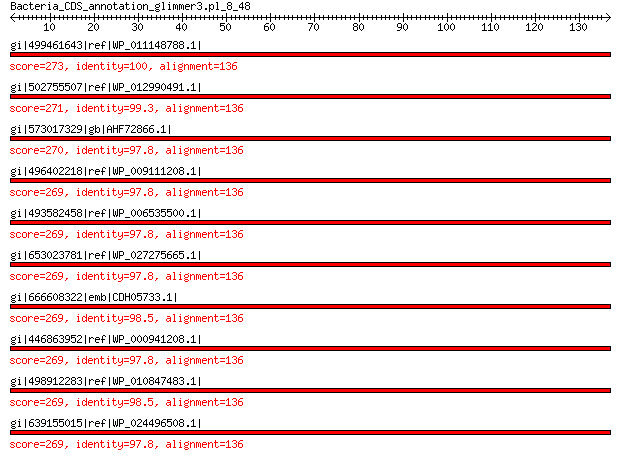 Bacteria_CDS_annotation_glimmer3.pl_8_48
10 20 30 40 50 60 70 80 90 100 110 120 130
gi|499461643|ref|WP_011148788.1|
score=273, identity=100, alignment=136
gi|502755507|ref|WP_012990491.1|
score=271, identity=99.3, alignment=136
gi|573017329|gb|AHF72866.1|
score=270, identity=97.8, alignment=136
gi|496402218|ref|WP_009111208.1|
score=269, identity=97.8, alignment=136
gi|493582458|ref|WP_006535500.1|
score=269, identity=97.8, alignment=136
gi|653023781|ref|WP_027275665.1|
score=269, identity=97.8, alignment=136
gi|666608322|emb|CDH05733.1|
score=269, identity=98.5, alignment=136
gi|446863952|ref|WP_000941208.1|
score=269, identity=97.8, alignment=136
gi|498912283|ref|WP_010847483.1|
score=269, identity=98.5, alignment=136
gi|639155015|ref|WP_024496508.1|
score=269, identity=97.8, alignment=136